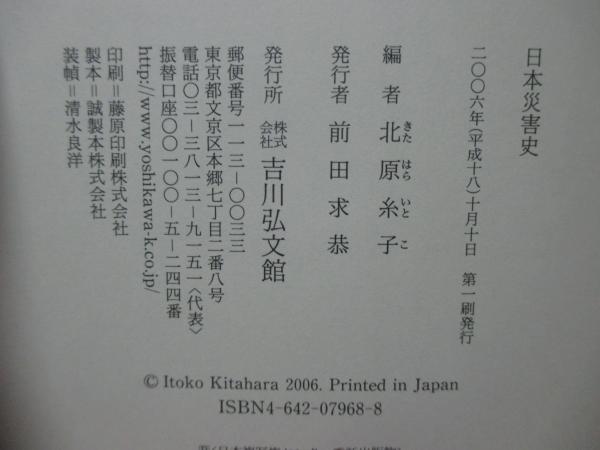 日本災害史
二〇〇六年(平成十八)十月十日　第一刷発行
編　者　北原糸子
きた はら いと こ
発行者　前田求恭
発行所　株式会社　吉川弘文館
郵便番号一一三―〇〇三三
東京都文京区本郷七丁目二番八号
電話〇三―三八一三―九一五一〈代表〉
振替口座〇〇一〇〇―五―二四四番
http://www.yoshikawa-k.co.jp/
印刷＝藤原印刷株式会社
製本＝誠製本株式会社
装幀＝清水良洋
© Itoko Kitahara 2006. Printed in Japan
ISBN4-642-07968-8